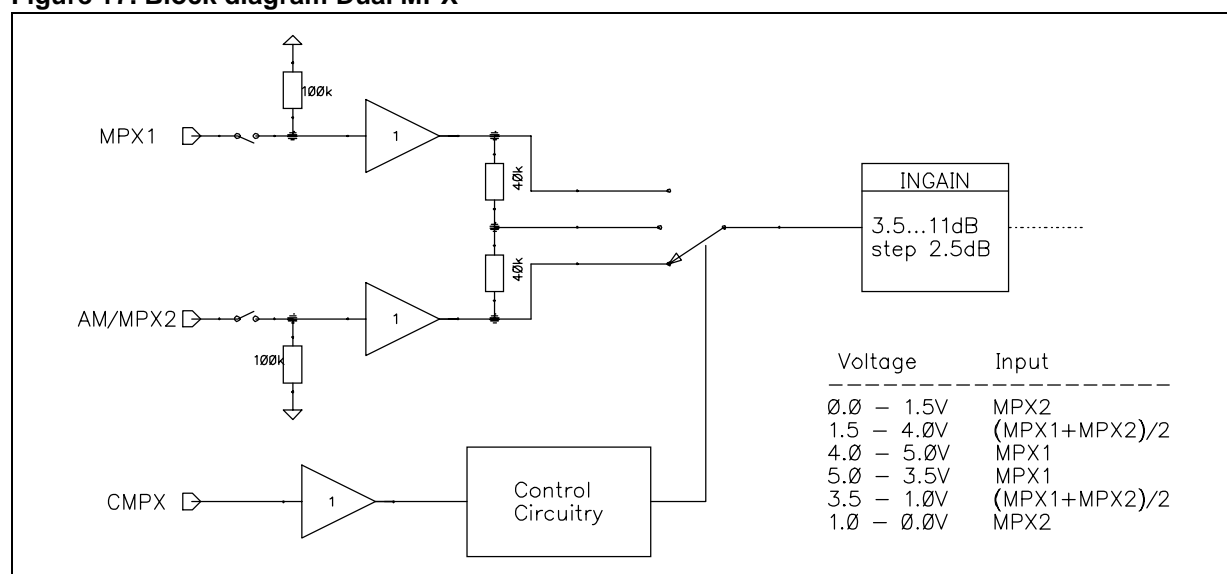 Figure 17. Block diagram Dual MPX
100k
MPX1
1
40k
INGAIN
3.5...11dB
step 2.5dB
40k
AM/MPX2
1
100k
Voltage Input
0.0 – 1.5V MPX2
1.5 – 4.0V (MPX1+MPX2)/2
4.0 – 5.0V MPX1
5.0 – 3.5V MPX1
3.5 – 1.0V (MPX1+MPX2)/2
1.0 – 0.0V MPX2
CMPX
1
Control
Circuitry